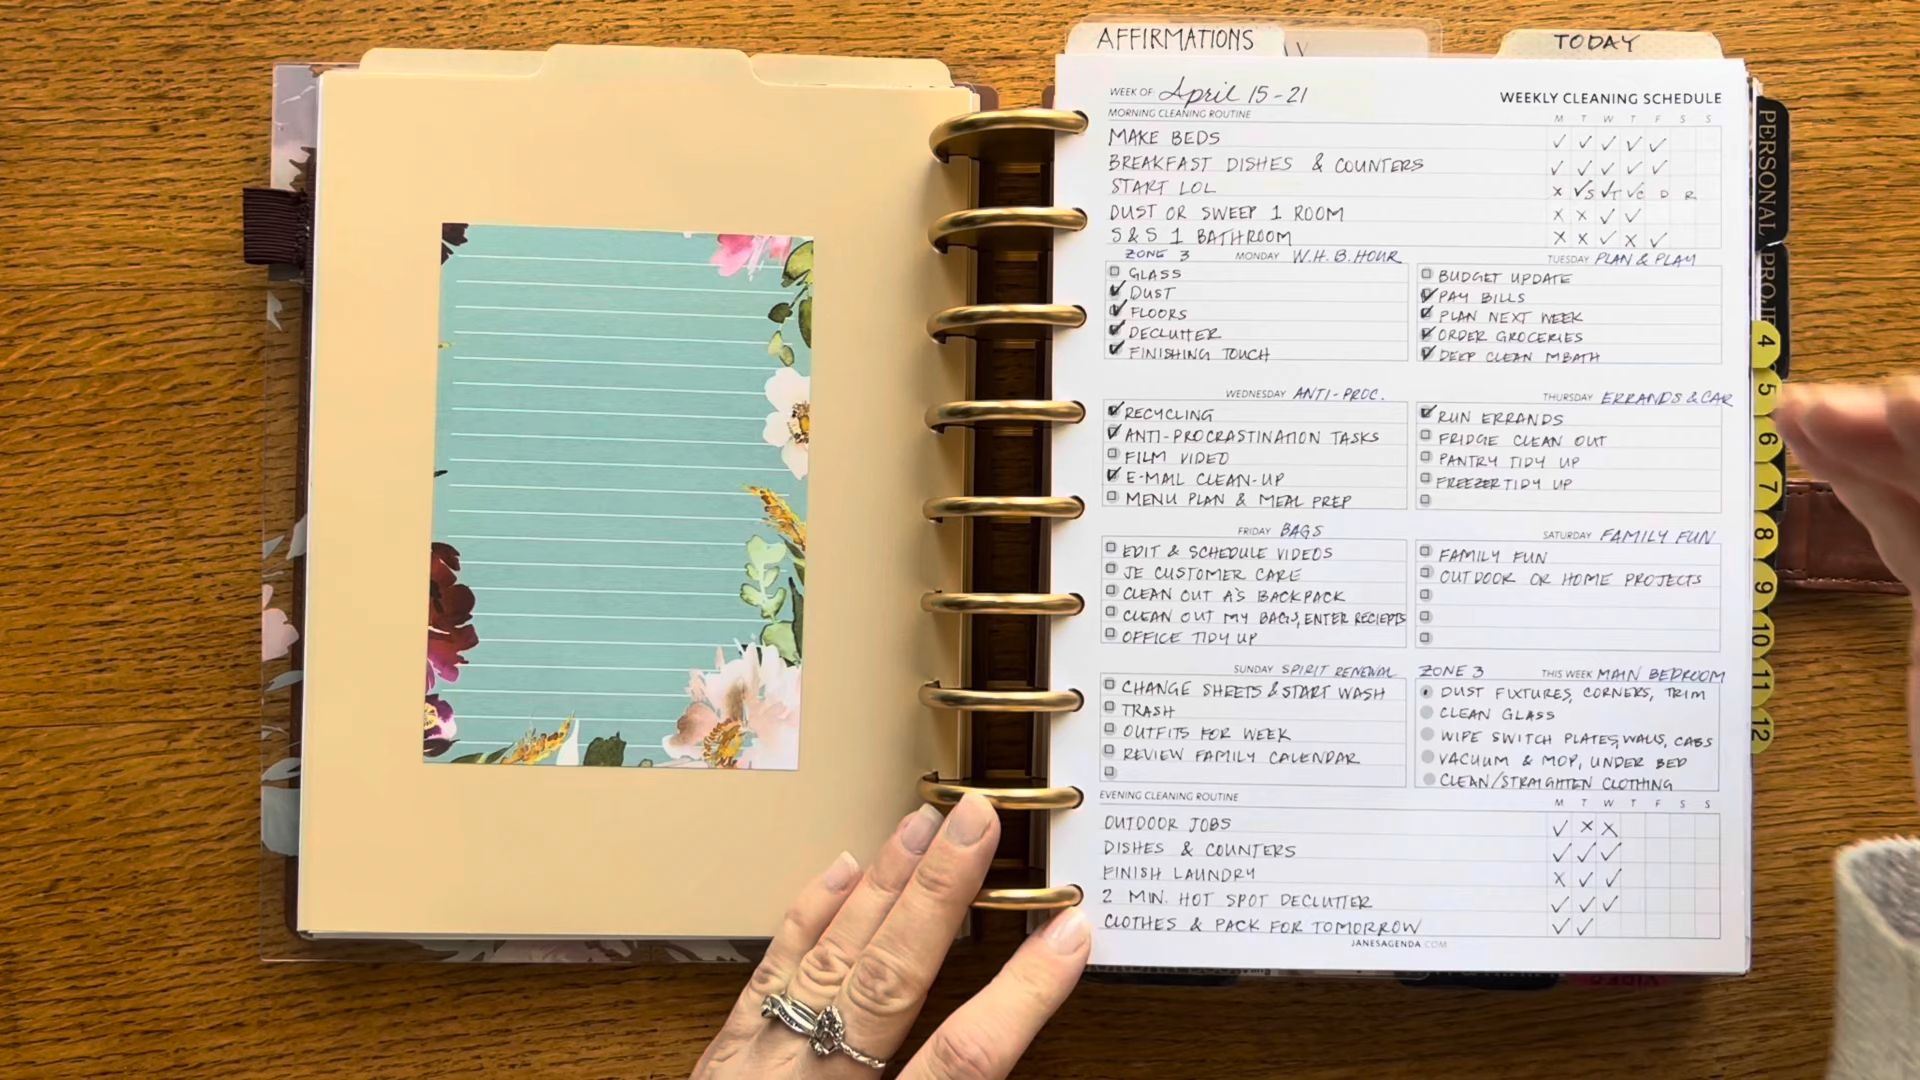 AFFIRMATIONS
TODAY
WEEK OF: April 15-21
WEEKLY CLEANING SCHEDULE
MORNING CLEANING ROUTINE
M T W T F S S
MAKE BEDS ✓ ✓ ✓ ✓ ✓
BREAKFAST DISHES & COUNTERS ✓ ✓ ✓ ✓ ✓
START LOL X ✓S ✓T ✓C D R
DUST OR SWEEP 1 ROOM X X ✓ ✓
S&S 1 BATHROOM X X ✓ X ✓
ZONE 3 MONDAY W.H.B. HOUR
GLASS
DUST
FLOORS
DECLUTTER
FINISHING TOUCH
TUESDAY PLAN & PLAY
BUDGET UPDATE
PAY BILLS
PLAN NEXT WEEK
ORDER GROCERIES
DEEP CLEAN MBATH
WEDNESDAY ANTI-PROC.
RECYCLING
ANTI-PROCRASTINATION TASKS
FILM VIDEO
E-MAIL CLEAN-UP
MENU PLAN & MEAL PREP
THURSDAY ERRANDS & CAR
RUN ERRANDS
FRIDGE CLEAN OUT
PANTRY TIDY UP
FREEZER TIDY UP
FRIDAY BAGS
EDIT & SCHEDULE VIDEOS
JE CUSTOMER CARE
CLEAN OUT A'S BACKPACK
CLEAN OUT MY BAGS, ENTER RECIEPTS
OFFICE TIDY UP
SATURDAY FAMILY FUN
FAMILY FUN
OUTDOOR OR HOME PROJECTS
SUNDAY SPIRIT RENEWAL
CHANGE SHEETS & START WASH
TRASH
OUTFITS FOR WEEK
REVIEW FAMILY CALENDAR
ZONE 3 THIS WEEK MAIN BEDROOM
DUST FIXTURES, CORNERS, TRIM
CLEAN GLASS
WIPE SWITCH PLATES, WALLS, CABS
VACUUM & MOP, UNDER BED
CLEAN/STRAIGHTEN CLOTHING
EVENING CLEANING ROUTINE
M T W T F S S
OUTDOOR JOBS ✓ X X
DISHES & COUNTERS ✓ ✓ ✓
FINISH LAUNDRY X ✓ ✓
2 MIN. HOT SPOT DECLUTTER ✓ ✓ ✓
CLOTHES & PACK FOR TOMORROW ✓ ✓
JANESAGENDA.COM
PERSONAL
4
5
6
7
8
9
10
11
12